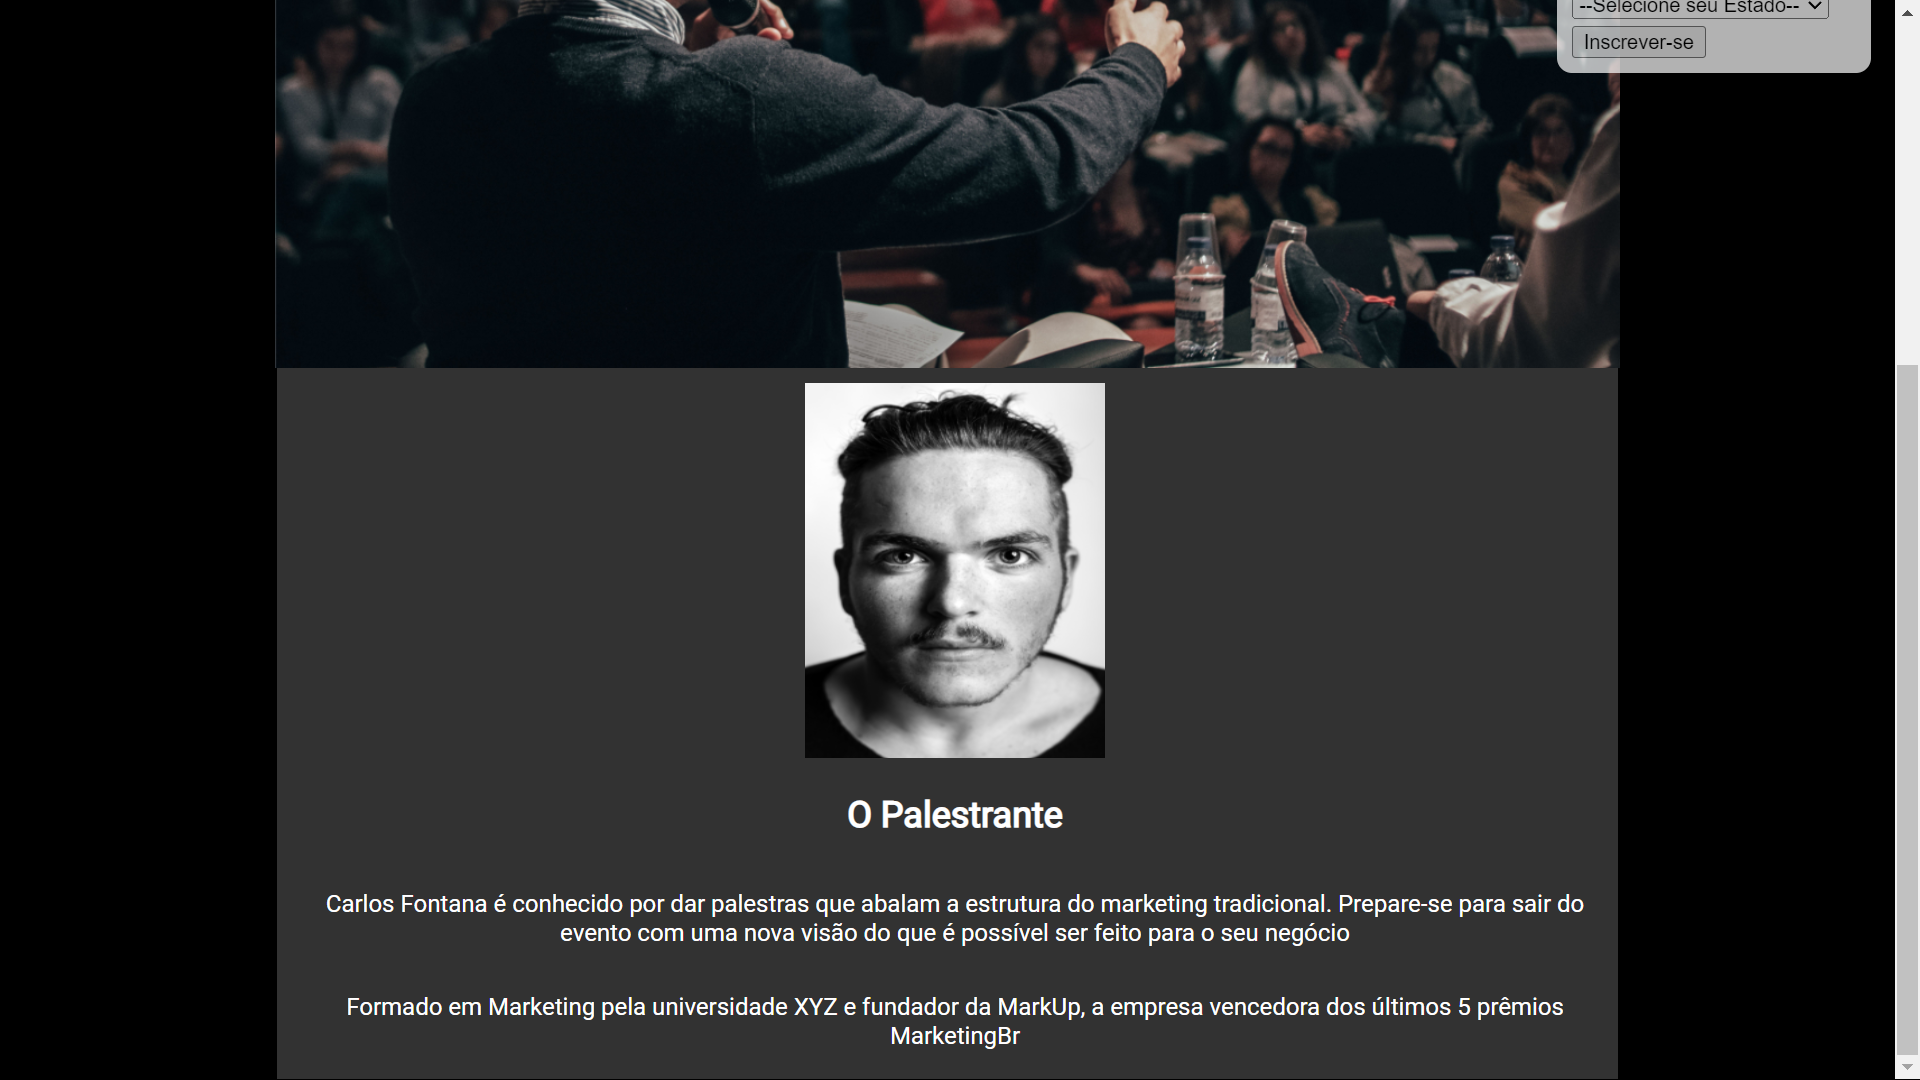 --Selecione seu Estado--
Inscrever-se
O Palestrante
Carlos Fontana é conhecido por dar palestras que abalam a estrutura do marketing tradicional. Prepare-se para sair do
evento com uma nova visão do que é possível ser feito para o seu negócio
Formado em Marketing pela universidade XYZ e fundador da MarkUp, a empresa vencedora dos últimos 5 prêmios
MarketingBr